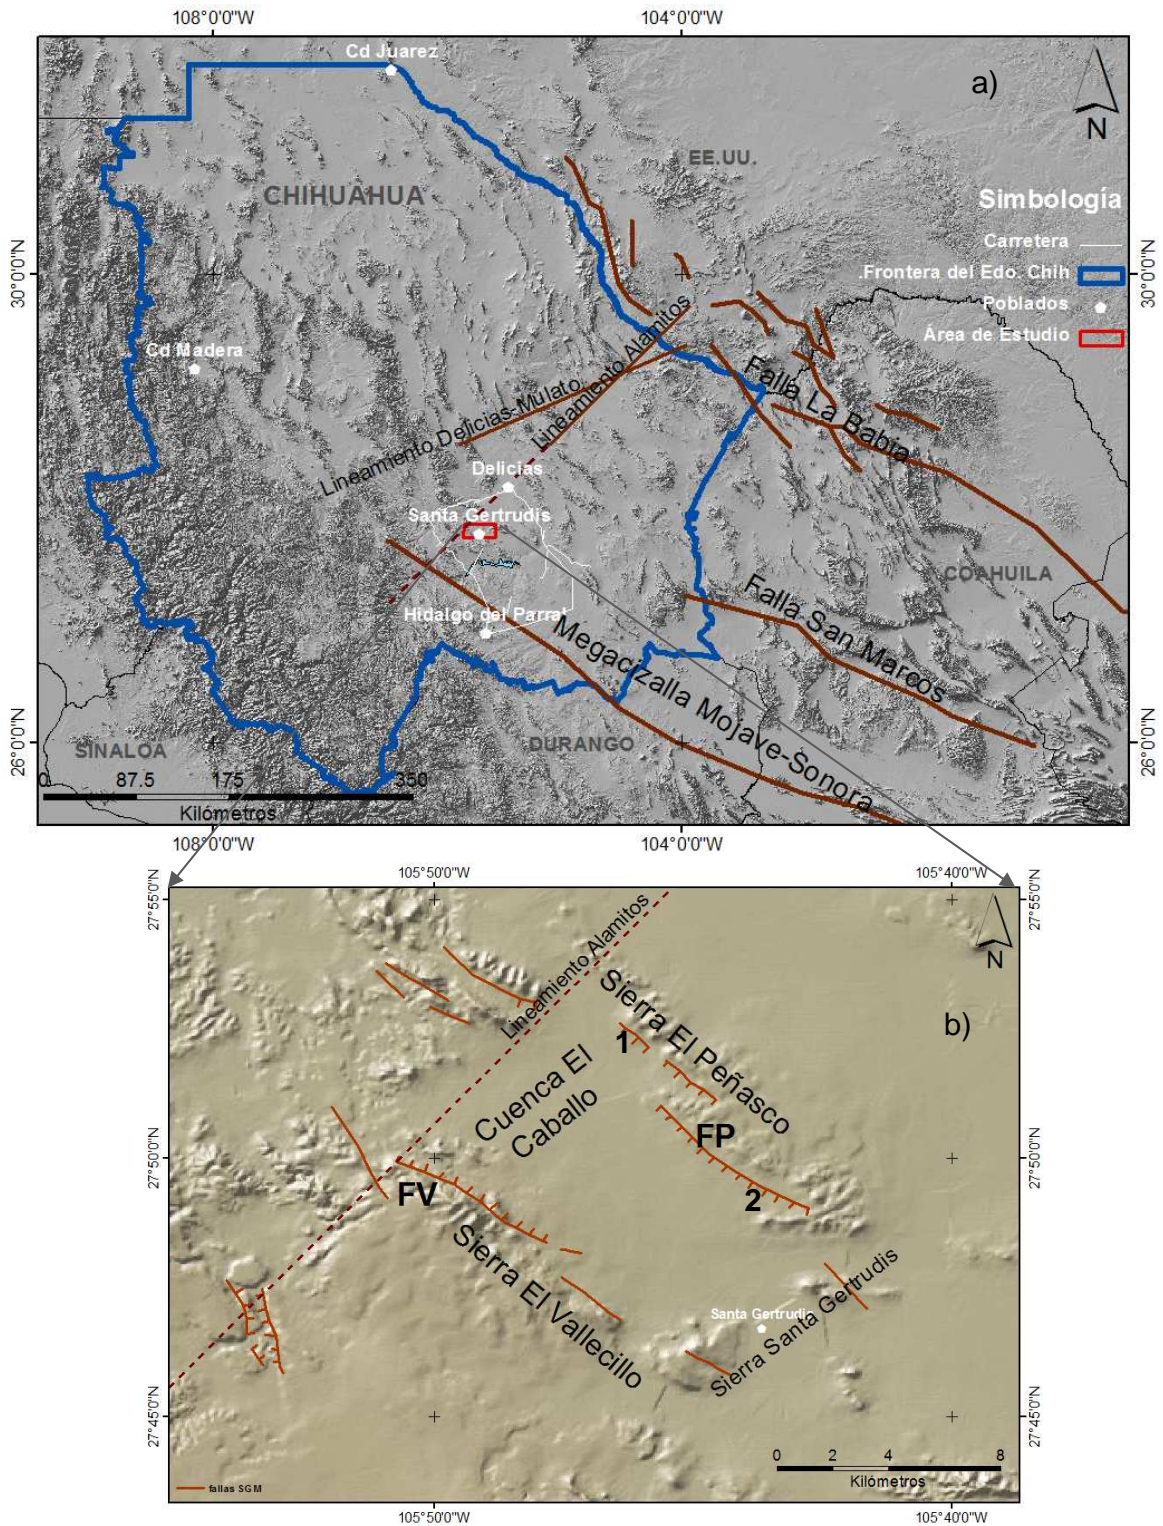 108°0'0"W
104°0'0"W
Cd Juarez
a)
N
EE.UU.
CHIHUAHUA
Simbología
Carretera
.Frontera del Edo. Chih
Poblados
Área de Estudio
30°0'0"N
30°0'0"N
Cd Madera
Lineamiento Alamitos
Lineamiento Delicias-Mulato
Falla La Babia
Delicias
Santa Gertrudis
COAHUILA
Falla San Marcos
Hidalgo del Parral
Megacizalla Mojave-Sonora
SINALOA
DURANGO
26°0'0"N
26°0'0"N
0 87.5 175 350
Kilómetros
108°0'0"W
104°0'0"W
105°50'0"W
105°40'0"W
27°55'0"N
27°55'0"N
Lineamiento Alamitos
N
b)
Sierra El Peñasco
1
Cuenca El
Caballo
FP
2
27°50'0"N
27°50'0"N
FV
Sierra El Vallecillo
Santa Gertrudis
Sierra Santa Gertrudis
27°45'0"N
27°45'0"N
0 2 4 8
Kilómetros
fallas SGM
105°50'0"W
105°40'0"W